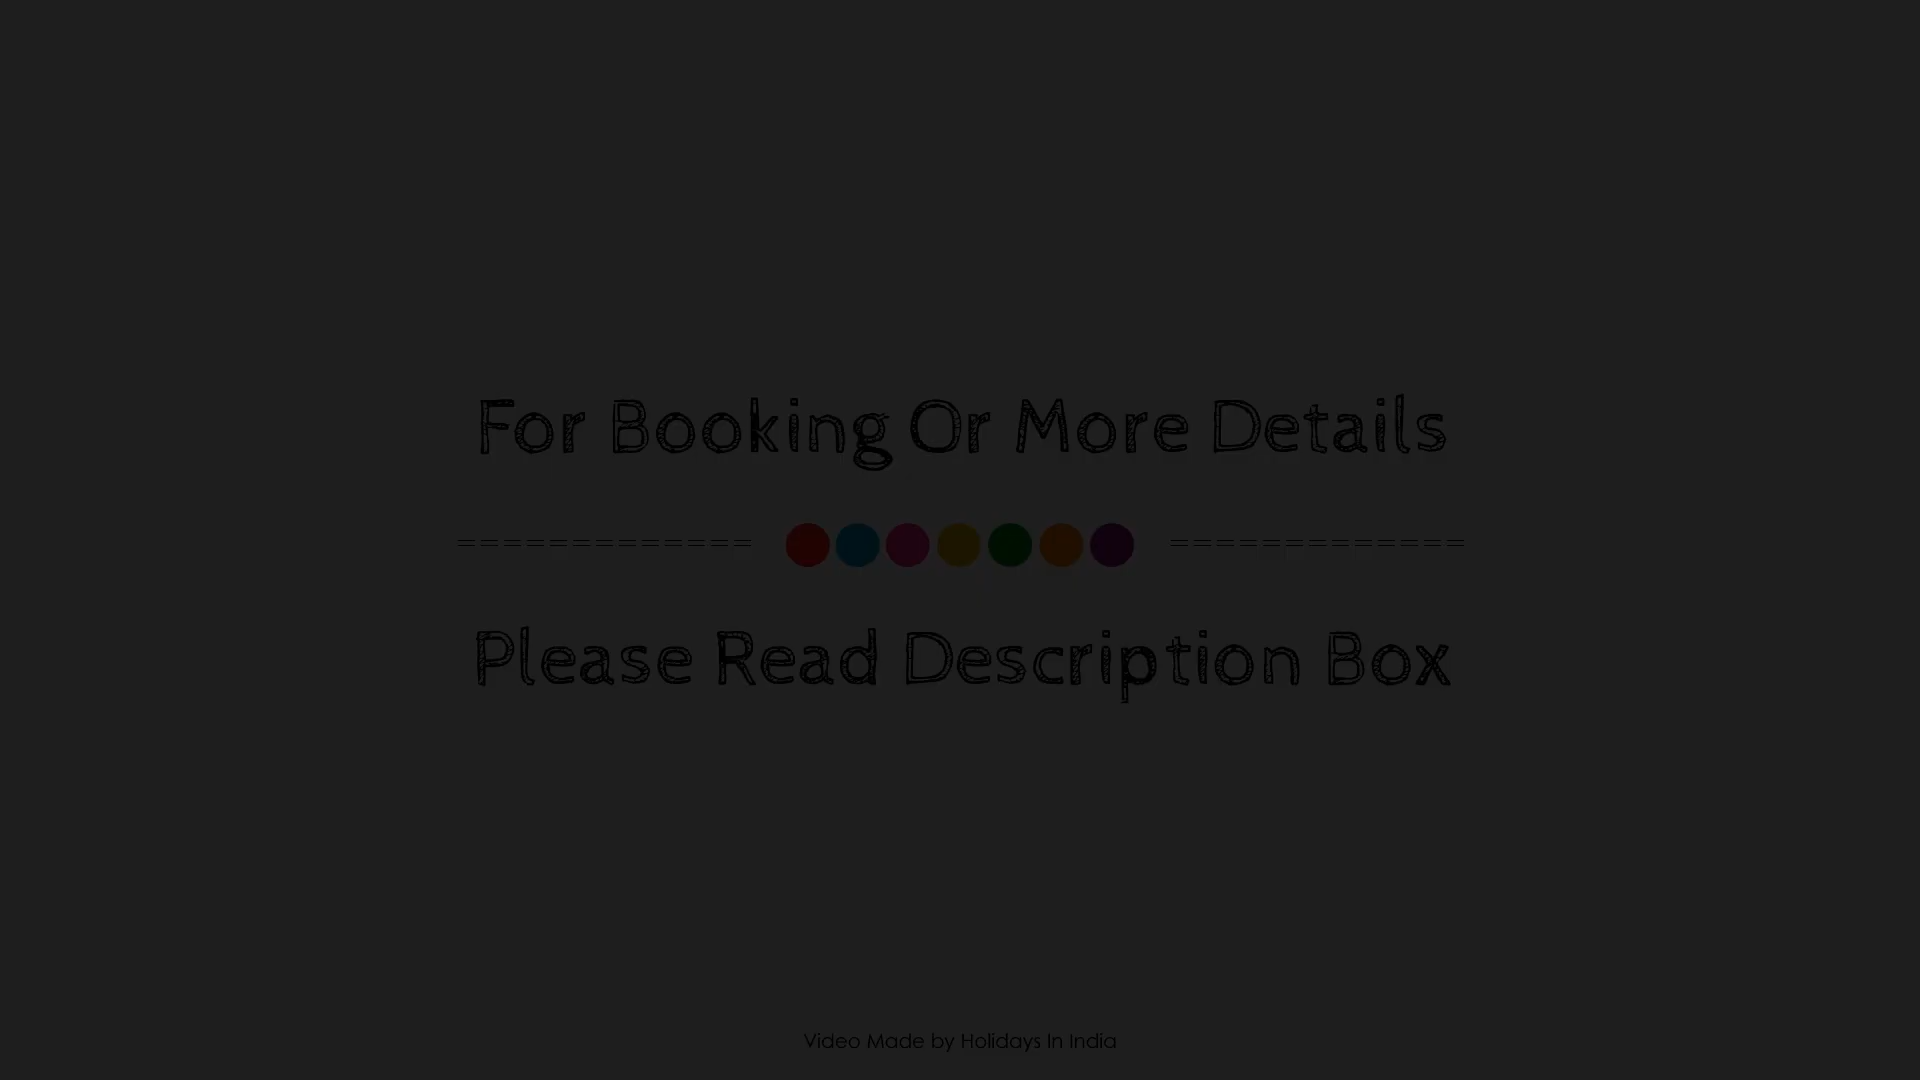 For Booking Or More Details
============= =============
Please Read Description Box
Video Made by Holidays In India